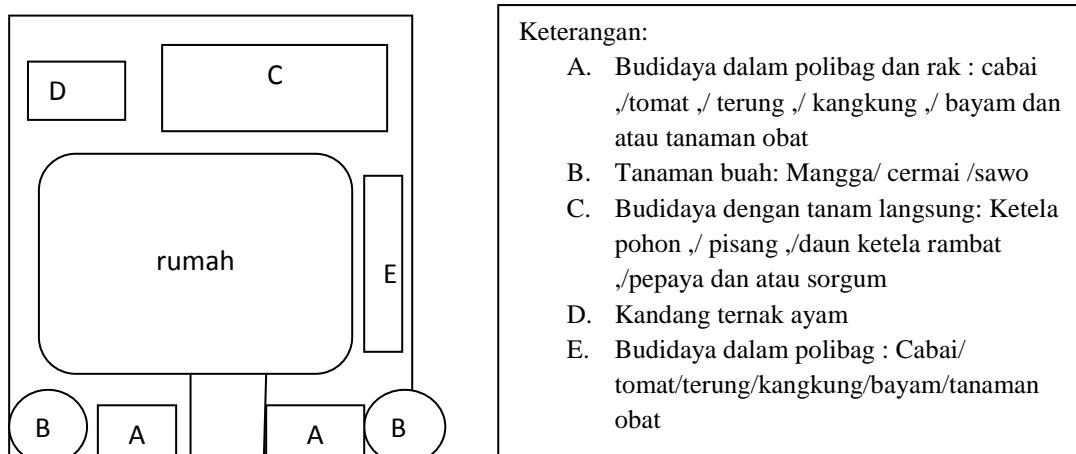 D
C
rumah
E
B
A
A
B
Keterangan:
A. Budidaya dalam polibag dan rak : cabai
,/tomat ,/ terung ,/ kangkung ,/ bayam dan
atau tanaman obat
B. Tanaman buah: Mangga/ cermai /sawo
C. Budidaya dengan tanam langsung: Ketela
pohon ,/ pisang ,/daun ketela rambat
,/pepaya dan atau sorgum
D. Kandang ternak ayam
E. Budidaya dalam polibag : Cabai/
tomat/terung/kangkung/bayam/tanaman
obat